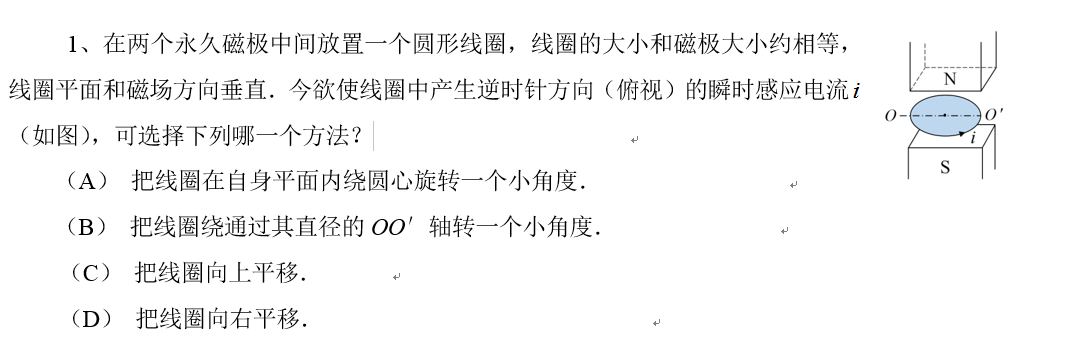 1、在两个永久磁极中间放置一个圆形线圈，线圈的大小和磁极大小约相等，
线圈平面和磁场方向垂直．今欲使线圈中产生逆时针方向（俯视）的瞬时感应电流i
（如图），可选择下列哪一个方法？
（A） 把线圈在自身平面内绕圆心旋转一个小角度．
（B） 把线圈绕通过其直径的OO′轴转一个小角度．
（C） 把线圈向上平移．
（D） 把线圈向右平移．
N
O
O′
i
S